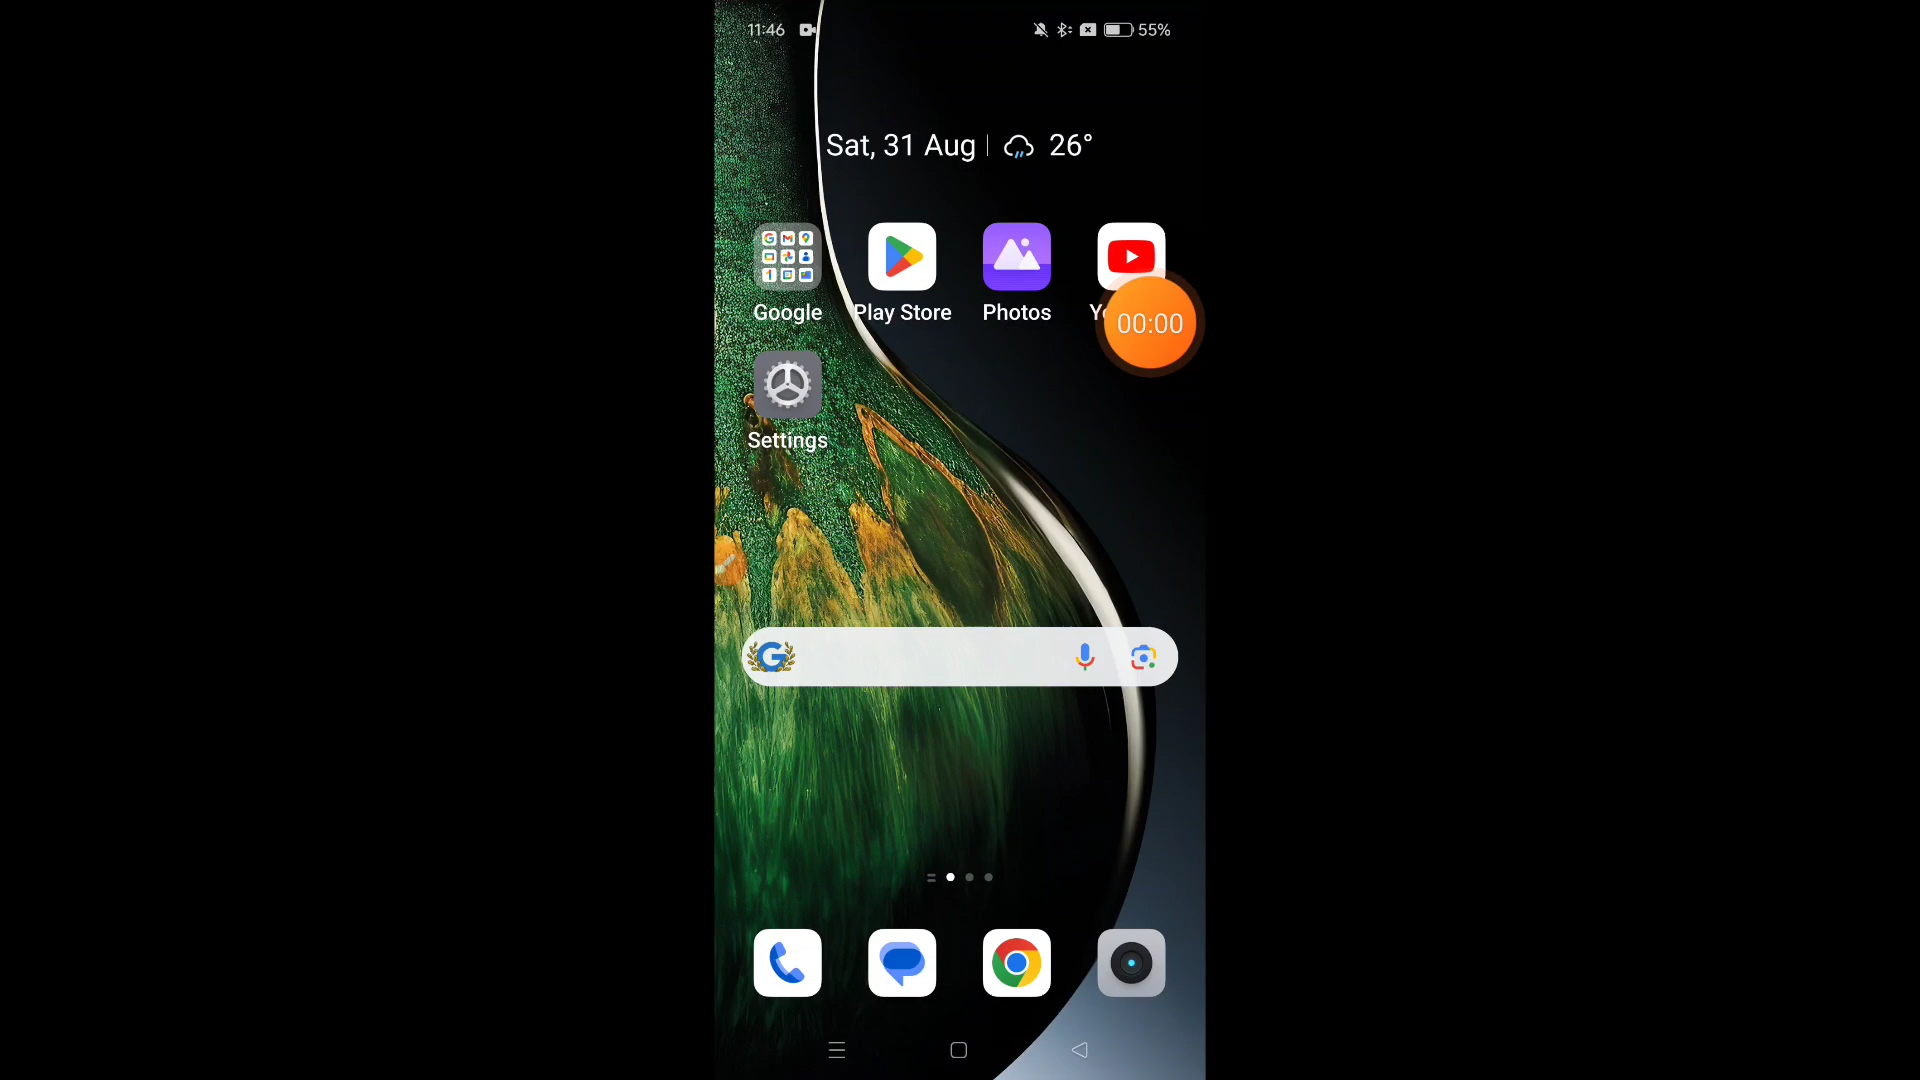 11:46 55%
Sat, 31 Aug 26°
Google Play Store Photos
00:00
Settings